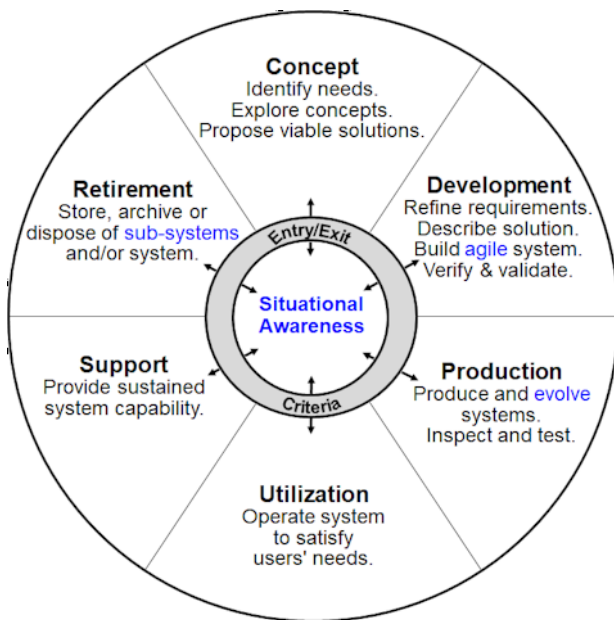 Concept
Identify needs.
Explore concepts.
Propose viable solutions.
Retirement
Store, archive or
dispose of sub-systems
and/or system.
Development
Refine requirements.
Describe solution.
Build agile system.
Verify & validate.
Entry/Exit
Situational
Awareness
Criteria
Support
Provide sustained
system capability.
Production
Produce and evolve
systems.
Inspect and test.
Utilization
Operate system
to satisfy
users' needs.